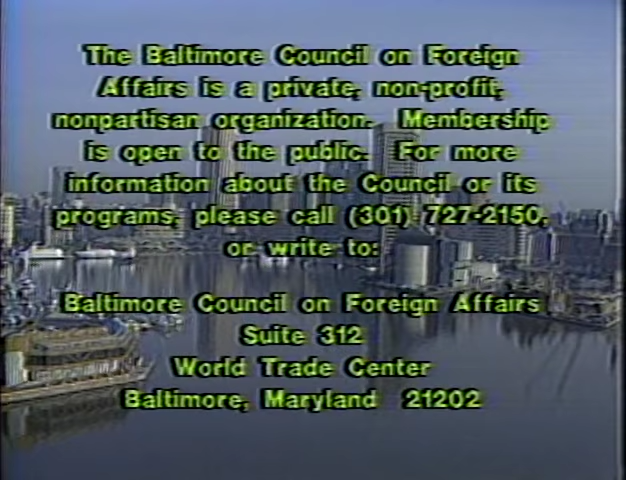 The Baltimore Council on Foreign
Affairs is a private, non-profit,
nonpartisan organization. Membership
is open to the public. For more
information about the Council or its
programs, please call (301) 727-2150,
or write to:
Baltimore Council on Foreign Affairs
Suite 312
World Trade Center
Baltimore, Maryland 21202